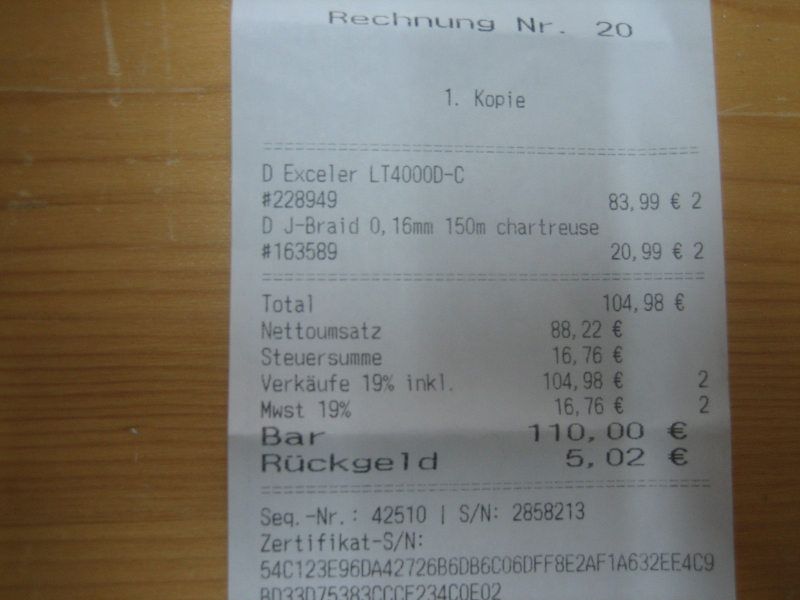 Rechnung Nr. 20
1. Kopie
D Exceler LT4000D-C
#228949 83,99 € 2
D J-Braid 0,16mm 150m chartreuse
#163589 20,99 € 2
Total 104,98 €
Nettoumsatz 88,22 €
Steuersumme 16,76 €
Verkäufe 19% inkl. 104,98 € 2
Mwst 19% 16,76 € 2
Bar 110,00 €
Rückgeld 5,02 €
Seq.-Nr.: 42510 | S/N: 2858213
Zertifikat-S/N:
54C123E96DA42726B6DB6C06DFF8E2AF1A632EE4C9